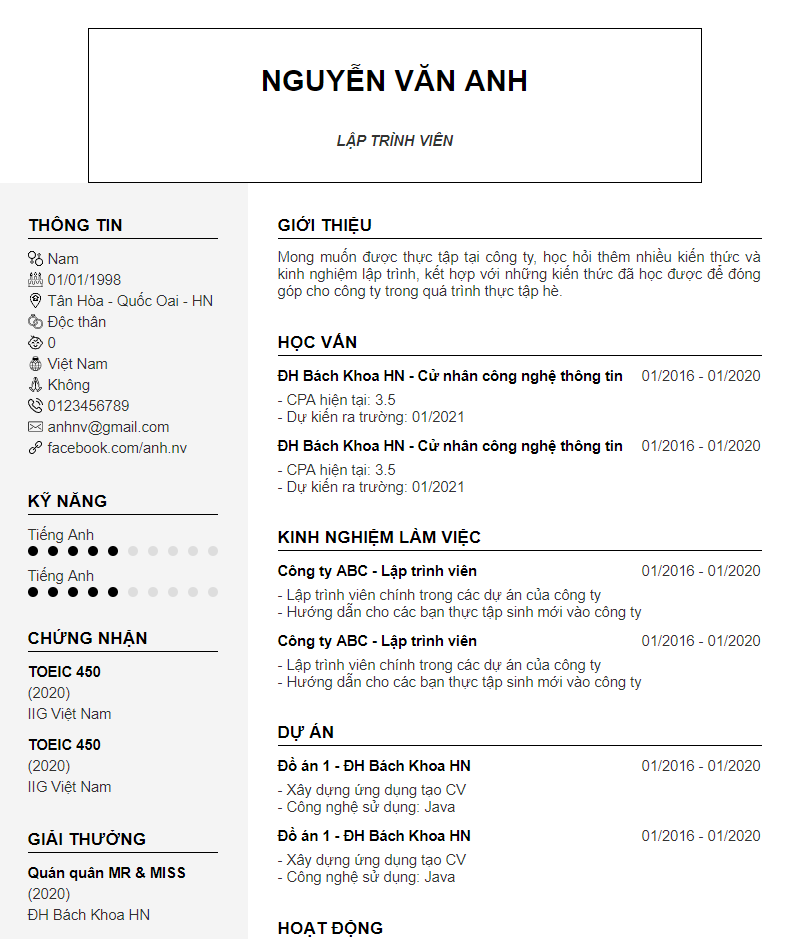 NGUYỄN VĂN ANH
LẬP TRÌNH VIÊN
THÔNG TIN
Nam
01/01/1998
Tân Hòa - Quốc Oai - HN
Độc thân
0
Việt Nam
Không
0123456789
anhnv@gmail.com
facebook.com/anh.nv
KỸ NĂNG
Tiếng Anh
Tiếng Anh
CHỨNG NHẬN
TOEIC 450
(2020)
IIG Việt Nam
TOEIC 450
(2020)
IIG Việt Nam
GIẢI THƯỞNG
Quán quân MR & MISS
(2020)
ĐH Bách Khoa HN
GIỚI THIỆU
Mong muốn được thực tập tại công ty, học hỏi thêm nhiều kiến thức và
kinh nghiệm lập trình, kết hợp với những kiến thức đã học được để đóng
góp cho công ty trong quá trình thực tập hè.
HỌC VẤN
ĐH Bách Khoa HN - Cử nhân công nghệ thông tin 01/2016 - 01/2020
- CPA hiện tại: 3.5
- Dự kiến ra trường: 01/2021
ĐH Bách Khoa HN - Cử nhân công nghệ thông tin 01/2016 - 01/2020
- CPA hiện tại: 3.5
- Dự kiến ra trường: 01/2021
KINH NGHIỆM LÀM VIỆC
Công ty ABC - Lập trình viên 01/2016 - 01/2020
- Lập trình viên chính trong các dự án của công ty
- Hướng dẫn cho các bạn thực tập sinh mới vào công ty
Công ty ABC - Lập trình viên 01/2016 - 01/2020
- Lập trình viên chính trong các dự án của công ty
- Hướng dẫn cho các bạn thực tập sinh mới vào công ty
DỰ ÁN
Đồ án 1 - ĐH Bách Khoa HN 01/2016 - 01/2020
- Xây dựng ứng dụng tạo CV
- Công nghệ sử dụng: Java
Đồ án 1 - ĐH Bách Khoa HN 01/2016 - 01/2020
- Xây dựng ứng dụng tạo CV
- Công nghệ sử dụng: Java
HOẠT ĐỘNG